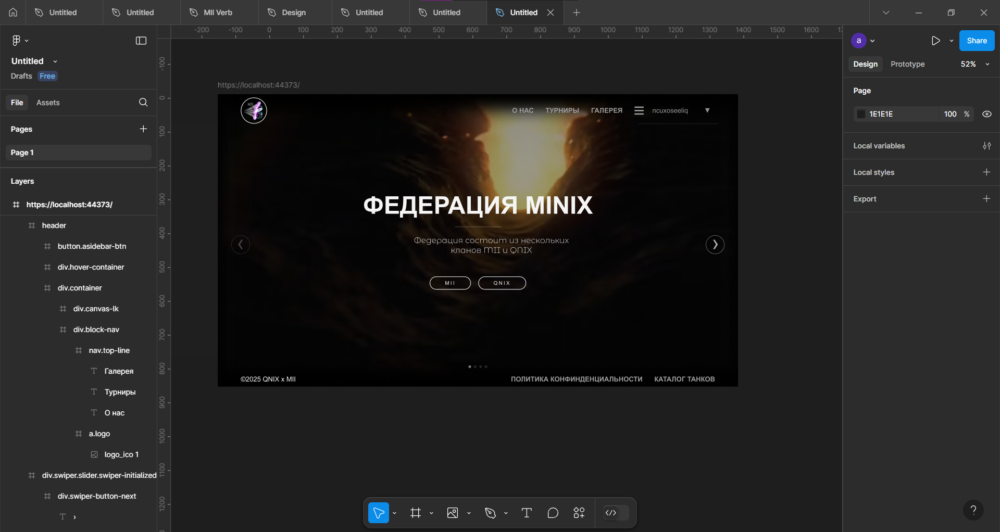 Untitled
Untitled
MII Verb
Design
Untitled
Untitled
Untitled
-200 -100 0 100 200 300 400 500 600 700 800 900 1000 1100 1200 1300 1400 1500 1600
Untitled
Drafts Free
File Assets
Pages
Page 1
Layers
https://localhost:44373/
header
button.asidebar-btn
div.hover-container
div.container
div.canvas-lk
div.block-nav
nav.top-line
Галерея
Турниры
О нас
a.logo
logo_ico 1
div.swiper.slider.swiper-initialized
div.swiper-button-next
›
-100
0
100
200
300
400
500
600
700
800
900
1000
1100
1200
https://localhost:44373/
MII
О НАС ТУРНИРЫ ГАЛЕРЕЯ ncuxoseeliq ▼
ФЕДЕРАЦИЯ MINIX
Федерация состоит из нескольких
кланов MII и QNIX
MII QNIX
©2025 QNIX x MII
ПОЛИТИКА КОНФИНДЕНЦИАЛЬНОСТИ КАТАЛОГ ТАНКОВ
a
Share
Design Prototype 52%
Page
1E1E1E 100 %
Local variables
Local styles
Export
?